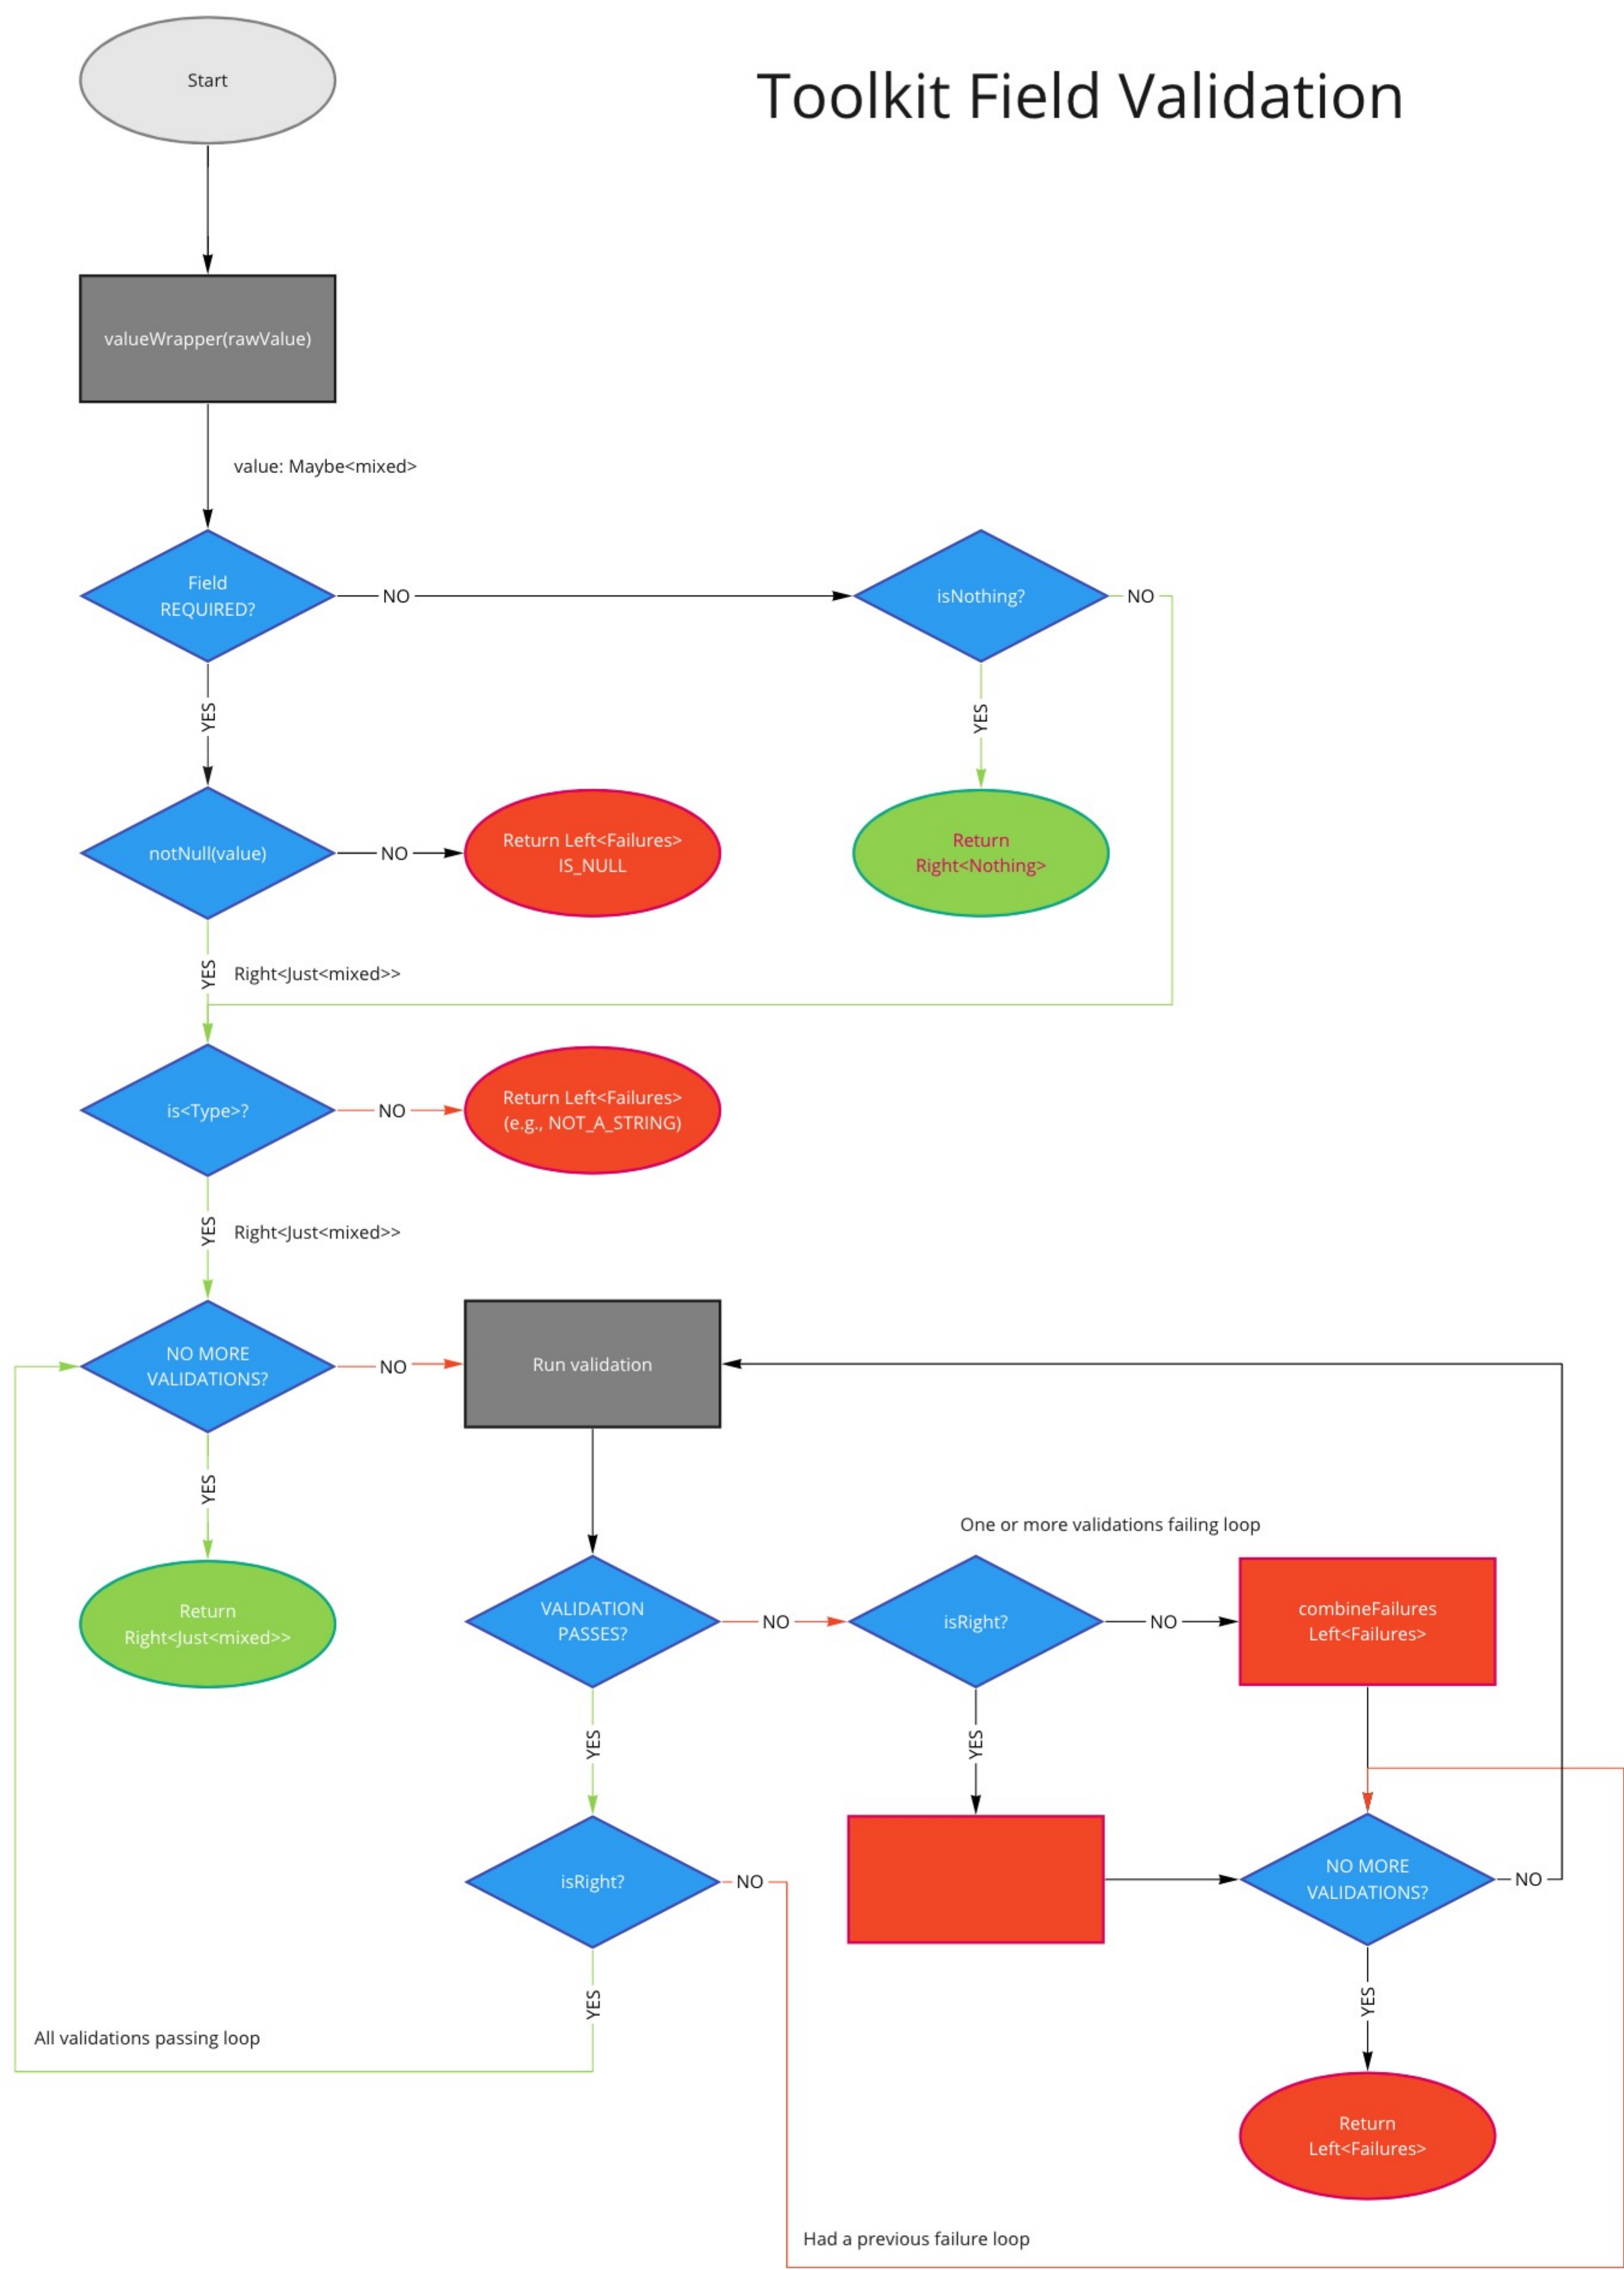 Start
Toolkit Field Validation
valueWrapper(rawValue)
value: Maybe<mixed>
Field
REQUIRED?
NO
isNothing?
NO
YES
YES
notNull(value)
NO
Return Left<Failures>
IS_NULL
Return
Right<Nothing>
YES
Right<Just<mixed>>
is<Type>?
NO
Return Left<Failures>
(e.g., NOT_A_STRING)
YES
Right<Just<mixed>>
NO MORE
VALIDATIONS?
NO
Run validation
YES
One or more validations failing loop
Return
Right<Just<mixed>>
VALIDATION
PASSES?
NO
isRight?
NO
combineFailures
Left<Failures>
YES
YES
isRight?
NO
NO MORE
VALIDATIONS?
NO
YES
YES
All validations passing loop
Return
Left<Failures>
Had a previous failure loop